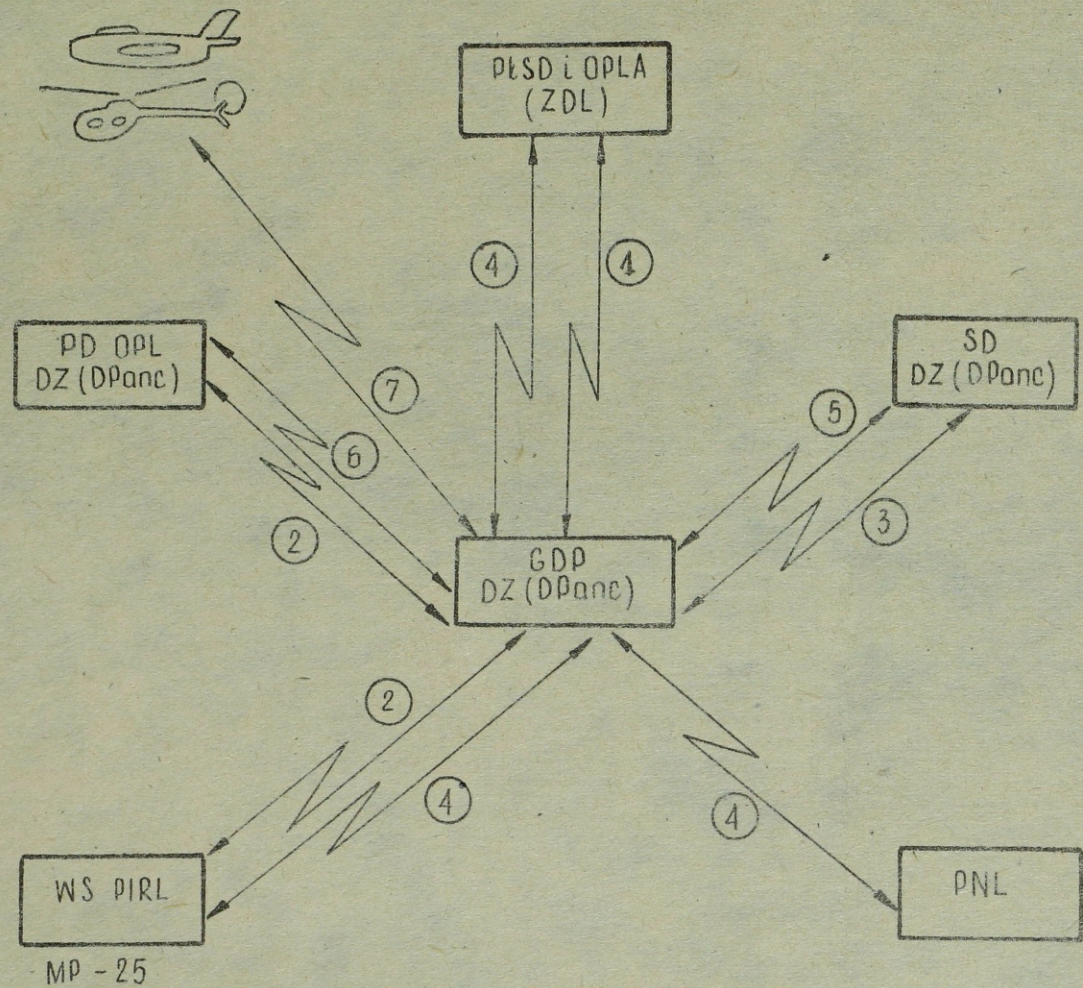 PŁSD i OPLA
(ZDL)
4
4
PD OPL
DZ (DPanc)
SD
DZ (DPanc)
7
5
6
2
3
GDP
DZ (DPanc)
2
4
4
WS PIRL
PNL
MP - 25